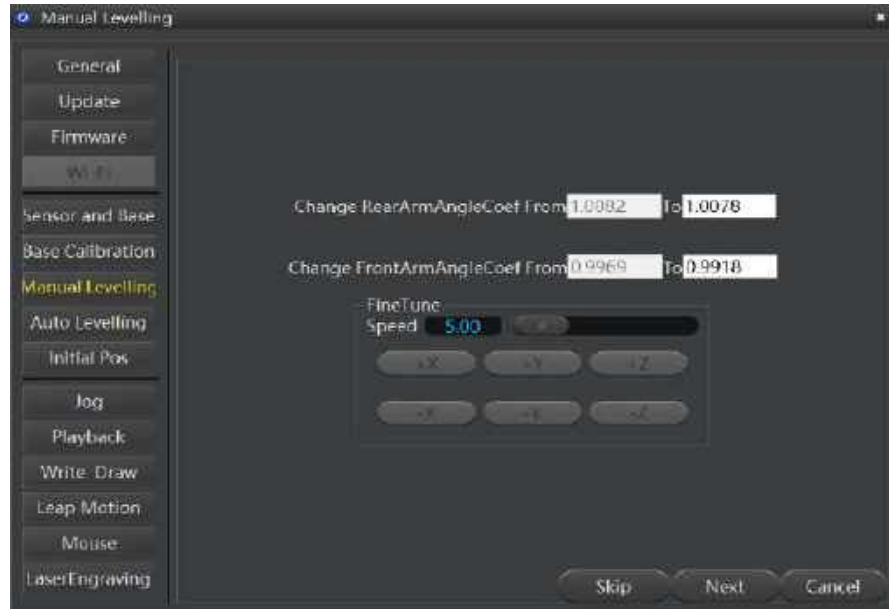 Manual Levelling
General
Update
Firmware
Wi-Fi
Sensor and Base
Base Calibration
Manual Levelling
Auto Levelling
Initial Pos
Jog
Playback
Write Draw
Leap Motion
Mouse
LaserEngraving
Change RearArmAngleCoef From 1.0082 To 1.0078
Change FrontArmAngleCoef From 0.9969 To 0.9918
FineTune
Speed 5.00
+X +Y +Z
-X -Y -Z
Skip Next Cancel